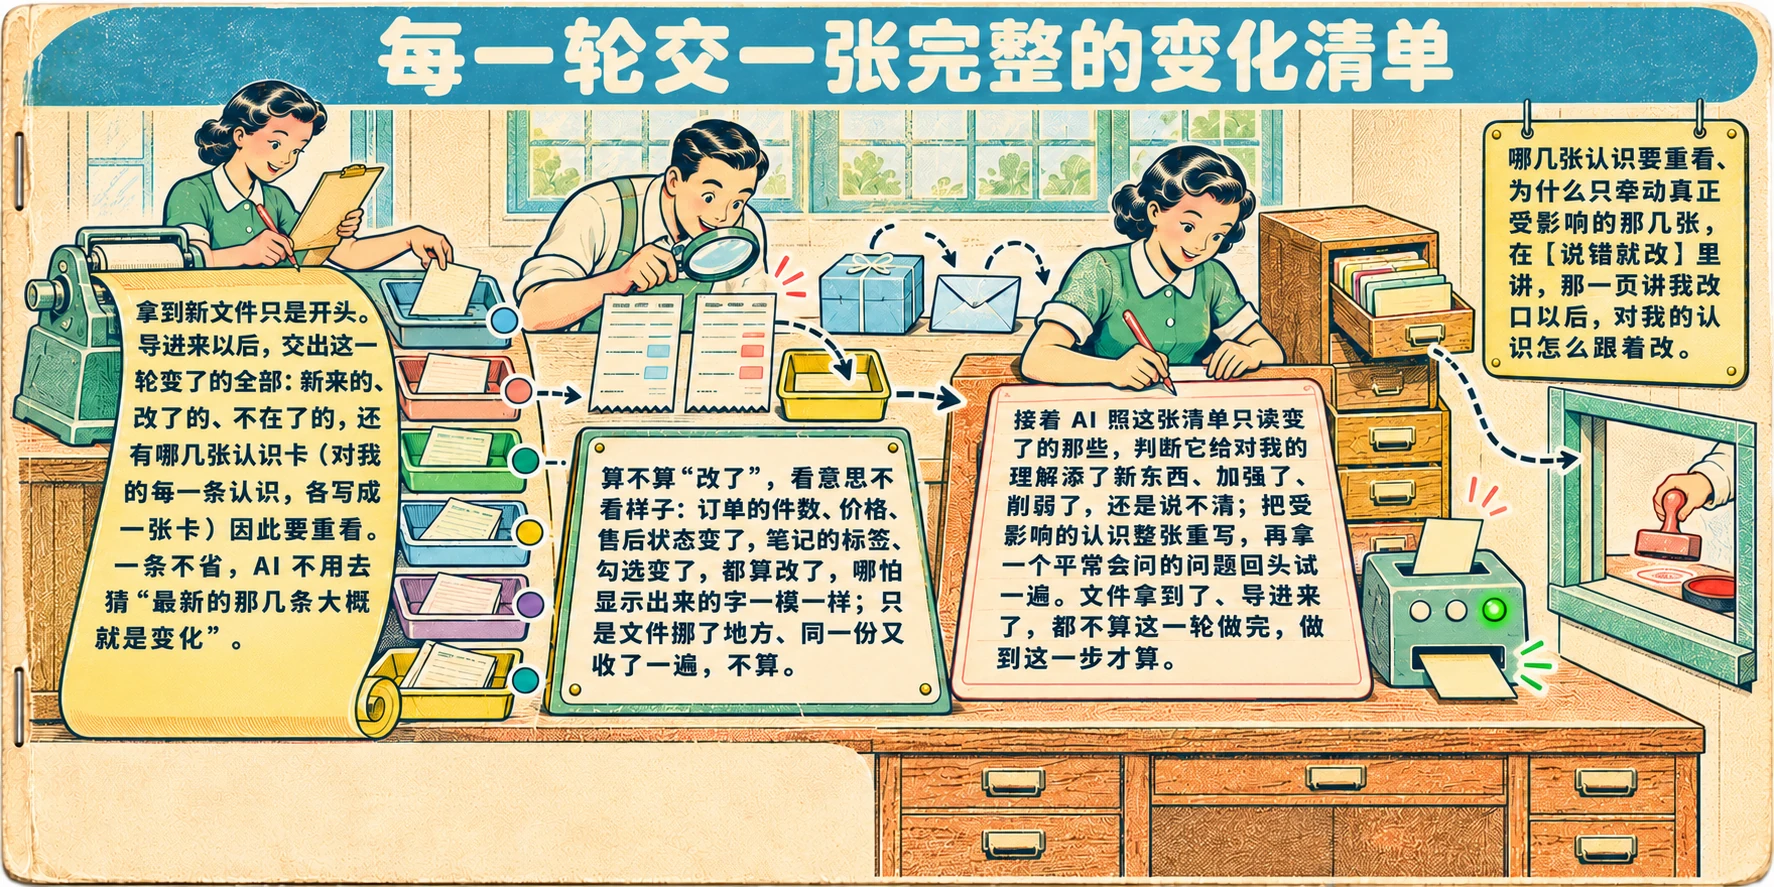 每一轮交一张完整的变化清单
拿到新文件只是开头。
导进来以后，交出这一
轮变了的全部：新来的、
改了的、不在了的，还
有哪几张认识卡（对我
的每一条认识，各写成
一张卡）因此要重看。
一条不省，AI 不用去
猜“最新的那几条大概
就是变化”。
算不算“改了”，看意思不
看样子：订单的件数、价格、
售后状态变了，笔记的标签、
勾选变了，都算改了，哪怕
显示出来的字一模一样；只
是文件挪了地方、同一份又
收了一遍，不算。
接着 AI 照这张清单只读变
了的那些，判断它给对我的
理解添了新东西、加强了、
削弱了，还是说不清；把受
影响的认识整张重写，再拿
一个平常会问的问题回头试
一遍。文件拿到了、导进来
了，都不算这一轮做完，做
到这一步才算。
哪几张认识要重看、
为什么只牵动真正
受影响的那几张，
在【说错就改】里
讲，那一页讲我改
口以后，对我的认
识怎么跟着改。